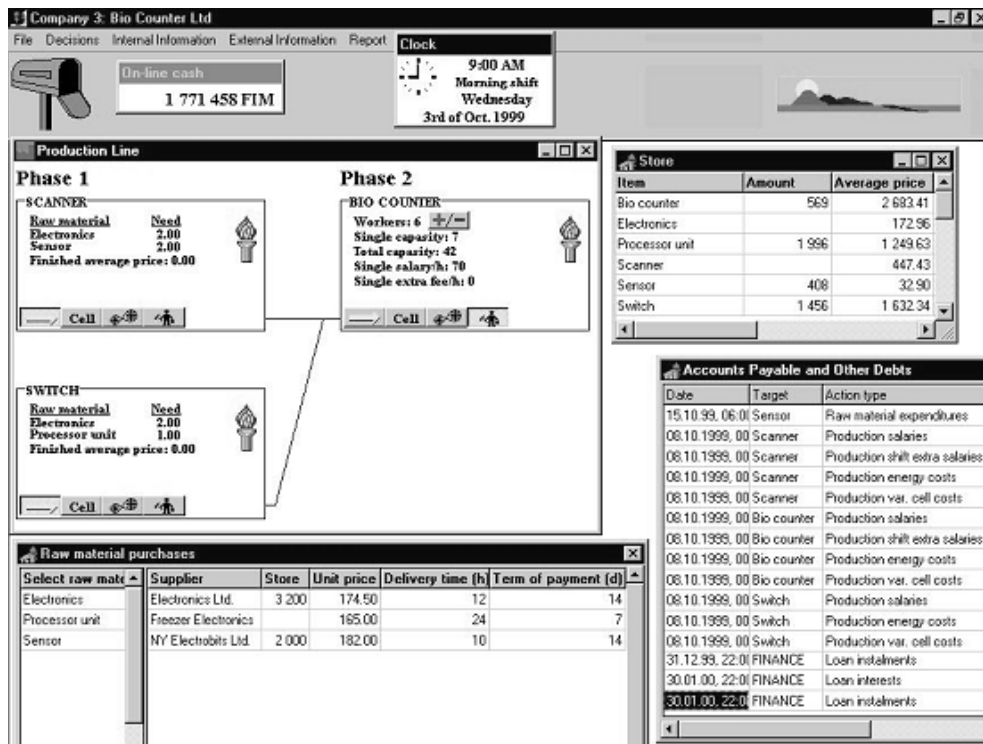 Company 3: Bio Counter Ltd
File Decisions Internal Information External Information Report
Clock
9:00 AM
Morning shift
Wednesday
3rd of Oct. 1999
On-line cash
1 771 458 FIM
Production Line
Phase 1 Phase 2
SCANNER
Raw material Need
Electronics 2.00
Sensor 2.00
Finished average price: 0.00
Cell
BIO COUNTER
Workers: 6 +/-
Single capacity: 7
Total capacity: 42
Single salary/h: 70
Single extra fee/h: 0
Cell
SWITCH
Raw material Need
Electronics 2.00
Processor unit 1.00
Finished average price: 0.00
Cell
Store
Item Amount Average price
Bio counter 569 2 683.41
Electronics 172.96
Processor unit 1 996 1 249.63
Scanner 447.43
Sensor 408 32.90
Switch 1 456 1 632.34
Accounts Payable and Other Debts
Date Target Action type
15.10.99, 06:0 Sensor Raw material expenditures
08.10.1999, 00 Scanner Production salaries
08.10.1999, 00 Scanner Production shift extra salaries
08.10.1999, 00 Scanner Production energy costs
08.10.1999, 00 Scanner Production var. cell costs
08.10.1999, 00 Bio counter Production salaries
08.10.1999, 00 Bio counter Production shift extra salaries
08.10.1999, 00 Bio counter Production energy costs
08.10.1999, 00 Bio counter Production var. cell costs
08.10.1999, 00 Switch Production salaries
08.10.1999, 00 Switch Production energy costs
08.10.1999, 00 Switch Production var. cell costs
31.12.99, 22:0 FINANCE Loan instalments
30.01.00, 22:0 FINANCE Loan interests
30.01.00, 22:0 FINANCE Loan instalments
Raw material purchases
Select raw mate Supplier Store Unit price Delivery time (h) Term of payment (d)
Electronics Electronics Ltd. 3 200 174.50 12 14
Processor unit Freezer Electronics 165.00 24 7
Sensor NY Electrobits Ltd. 2 000 182.00 10 14